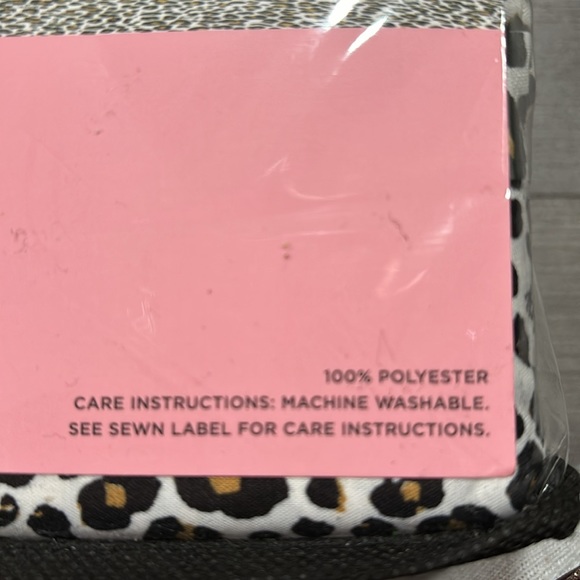 100% POLYESTER
CARE INSTRUCTIONS: MACHINE WASHABLE.
SEE SEWN LABEL FOR CARE INSTRUCTIONS.